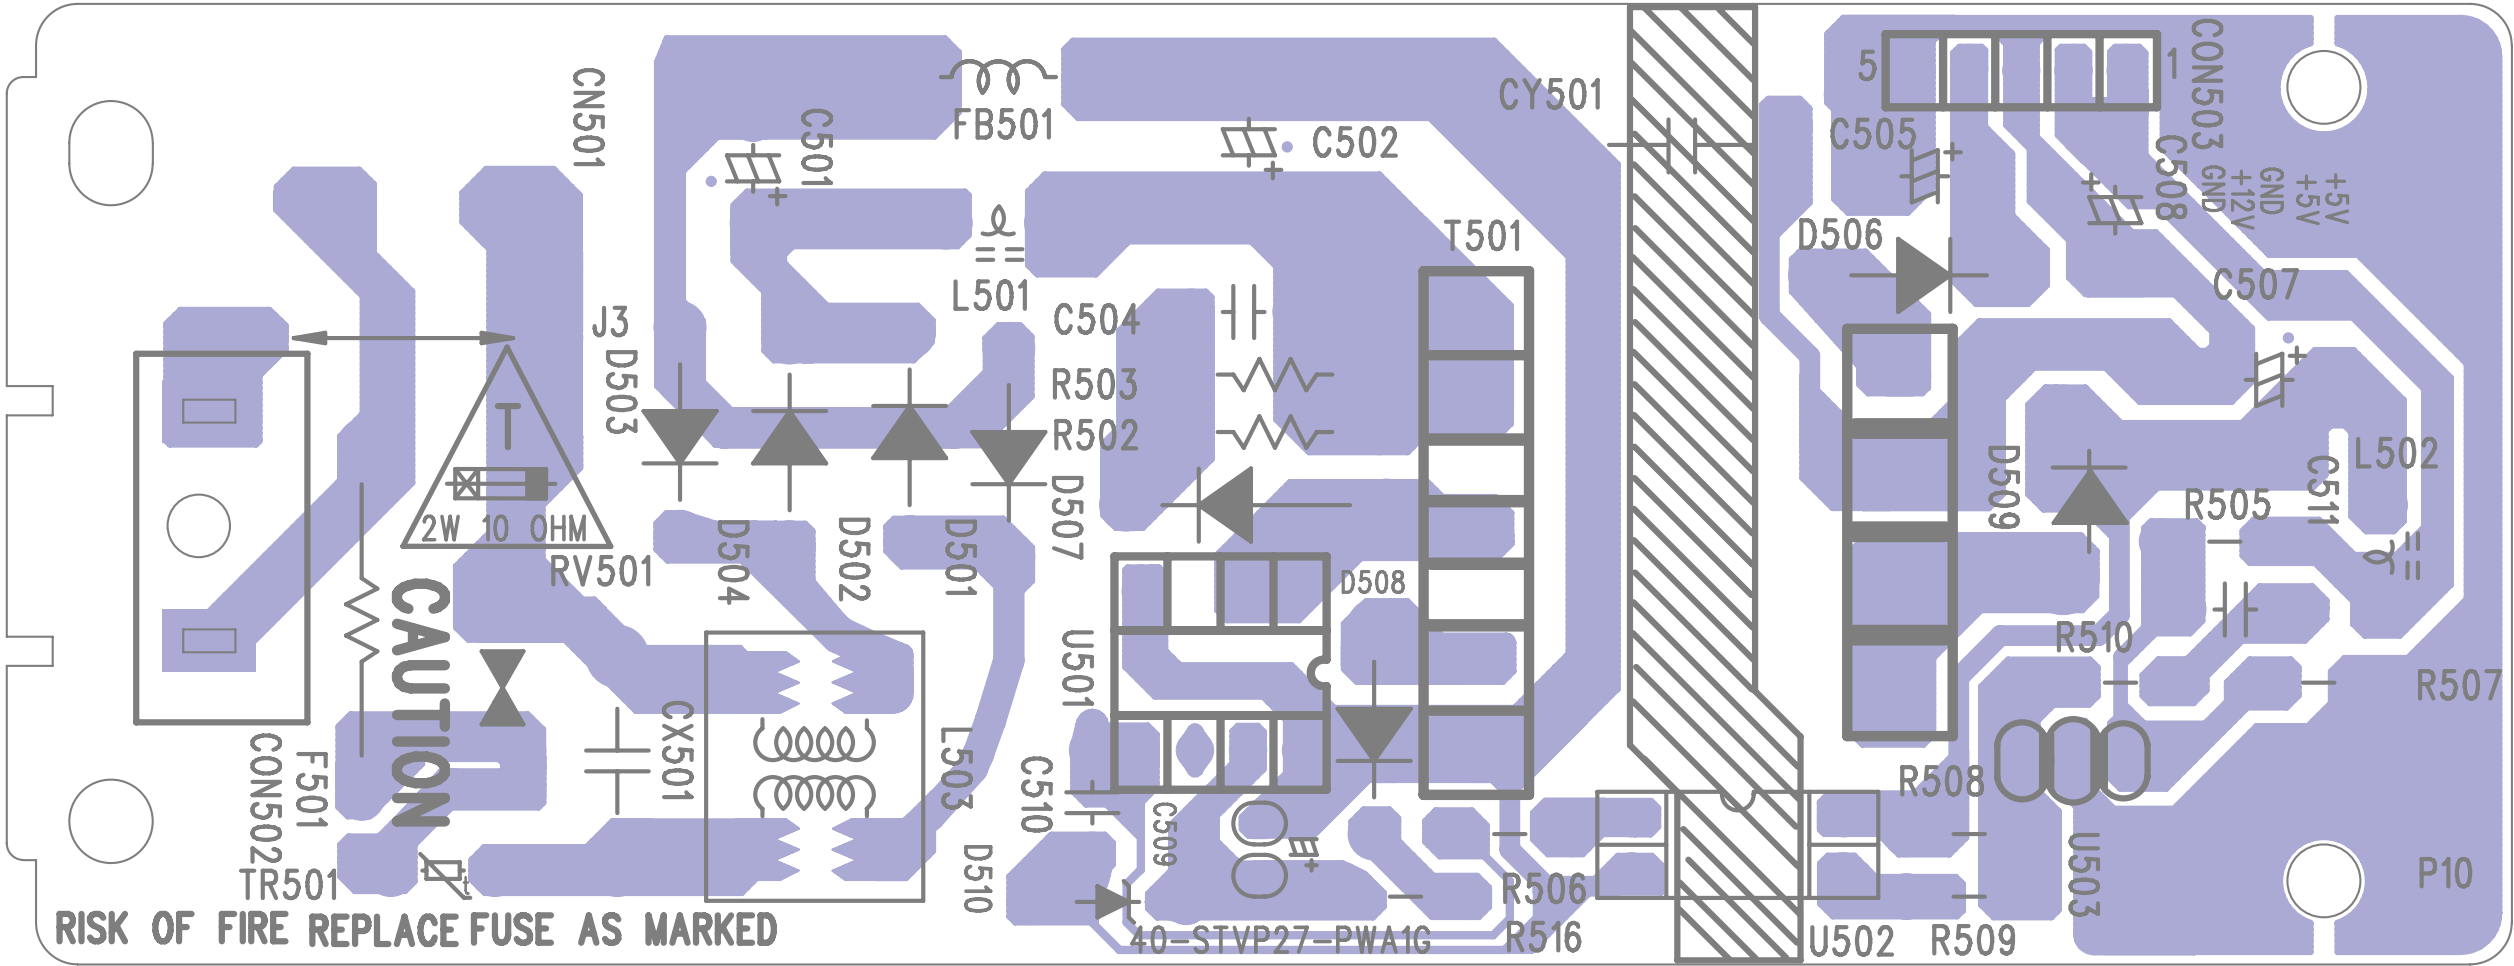 CN501
C501
FB501
C502
CY501
5
1
CON503
C505
C508
GND
+12V
GND
+5V
+5V
T501
D506
L501
C504
C507
J3
D503
R503
R502
T
2W 10 OHM
RV501
D507
D509
L502
C511
R505
D504
D502
D501
D508
CAUTION
U501
R510
R507
CX501
L503
C510
C509
CON502
F501
R508
TR501
t
D510
R506
U503
P10
RISK OF FIRE REPLACE FUSE AS MARKED
40-STVP27-PWA1G
R516
U502
R509